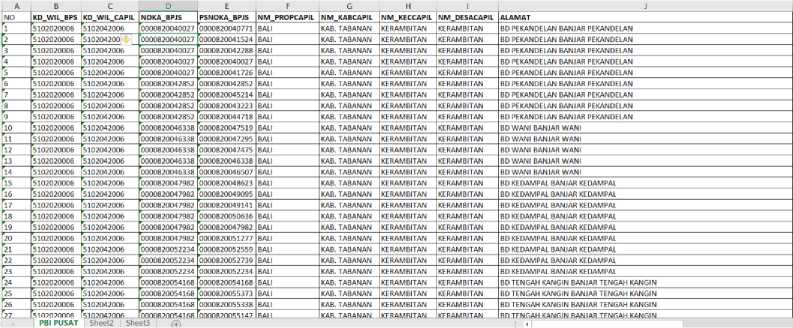 A B C D E F G H I J
NO KD_WIL_BPS KD_WIL_CAPIL NOKA_BPJS PSNOKA_BPJS NM_PROPCAPIL NM_KABCAPIL NM_KECCAPIL NM_DESACAPIL ALAMAT
1 5102020006 5102042006 0000820040027 0000820040771 BALI KAB. TABANAN KERAMBITAN KERAMBITAN BD PEKANDELAN BANJAR PEKANDELAN
2 5102020006 5102042006 0000820040027 0000820041524 BALI KAB. TABANAN KERAMBITAN KERAMBITAN BD PEKANDELAN BANJAR PEKANDELAN
3 5102020006 5102042006 0000820040027 0000820042288 BALI KAB. TABANAN KERAMBITAN KERAMBITAN BD PEKANDELAN BANJAR PEKANDELAN
4 5102020006 5102042006 0000820040027 0000820040027 BALI KAB. TABANAN KERAMBITAN KERAMBITAN BD PEKANDELAN BANJAR PEKANDELAN
5 5102020006 5102042006 0000820040027 0000820041726 BALI KAB. TABANAN KERAMBITAN KERAMBITAN BD PEKANDELAN BANJAR PEKANDELAN
6 5102020006 5102042006 0000820042852 0000820042852 BALI KAB. TABANAN KERAMBITAN KERAMBITAN BD PEKANDELAN BANJAR PEKANDELAN
7 5102020006 5102042006 0000820042852 0000820045214 BALI KAB. TABANAN KERAMBITAN KERAMBITAN BD PEKANDELAN BANJAR PEKANDELAN
8 5102020006 5102042006 0000820042852 0000820043223 BALI KAB. TABANAN KERAMBITAN KERAMBITAN BD PEKANDELAN BANJAR PEKANDELAN
9 5102020006 5102042006 0000820042852 0000820044718 BALI KAB. TABANAN KERAMBITAN KERAMBITAN BD PEKANDELAN BANJAR PEKANDELAN
10 5102020006 5102042006 0000820046338 0000820047519 BALI KAB. TABANAN KERAMBITAN KERAMBITAN BD WANI BANJAR WANI
11 5102020006 5102042006 0000820046338 0000820047295 BALI KAB. TABANAN KERAMBITAN KERAMBITAN BD WANI BANJAR WANI
12 5102020006 5102042006 0000820046338 0000820047475 BALI KAB. TABANAN KERAMBITAN KERAMBITAN BD WANI BANJAR WANI
13 5102020006 5102042006 0000820046338 0000820046338 BALI KAB. TABANAN KERAMBITAN KERAMBITAN BD WANI BANJAR WANI
14 5102020006 5102042006 0000820046338 0000820046507 BALI KAB. TABANAN KERAMBITAN KERAMBITAN BD WANI BANJAR WANI
15 5102020006 5102042006 0000820047982 0000820048623 BALI KAB. TABANAN KERAMBITAN KERAMBITAN BD KEDAMPAL BANJAR KEDAMPAL
16 5102020006 5102042006 0000820047982 0000820049095 BALI KAB. TABANAN KERAMBITAN KERAMBITAN BD KEDAMPAL BANJAR KEDAMPAL
17 5102020006 5102042006 0000820047982 0000820049141 BALI KAB. TABANAN KERAMBITAN KERAMBITAN BD KEDAMPAL BANJAR KEDAMPAL
18 5102020006 5102042006 0000820047982 0000820050636 BALI KAB. TABANAN KERAMBITAN KERAMBITAN BD KEDAMPAL BANJAR KEDAMPAL
19 5102020006 5102042006 0000820047982 0000820047982 BALI KAB. TABANAN KERAMBITAN KERAMBITAN BD KEDAMPAL BANJAR KEDAMPAL
20 5102020006 5102042006 0000820047982 0000820051277 BALI KAB. TABANAN KERAMBITAN KERAMBITAN BD KEDAMPAL BANJAR KEDAMPAL
21 5102020006 5102042006 0000820052234 0000820052559 BALI KAB. TABANAN KERAMBITAN KERAMBITAN BD KEDAMPAL BANJAR KEDAMPAL
22 5102020006 5102042006 0000820052234 0000820052739 BALI KAB. TABANAN KERAMBITAN KERAMBITAN BD KEDAMPAL BANJAR KEDAMPAL
23 5102020006 5102042006 0000820052234 0000820052234 BALI KAB. TABANAN KERAMBITAN KERAMBITAN BD KEDAMPAL BANJAR KEDAMPAL
24 5102020006 5102042006 0000820054168 0000820054168 BALI KAB. TABANAN KERAMBITAN KERAMBITAN BD TENGAH KANGIN BANJAR TENGAH KANGIN
25 5102020006 5102042006 0000820054168 0000820055373 BALI KAB. TABANAN KERAMBITAN KERAMBITAN BD TENGAH KANGIN BANJAR TENGAH KANGIN
26 5102020006 5102042006 0000820054168 0000820055338 BALI KAB. TABANAN KERAMBITAN KERAMBITAN BD TENGAH KANGIN BANJAR TENGAH KANGIN
27 5102020006 5102042006 0000820054168 0000820055147 BALI KAB. TABANAN KERAMBITAN KERAMBITAN BD TENGAH KANGIN BANJAR TENGAH KANGIN
PBI PUSAT Sheet2 Sheet3